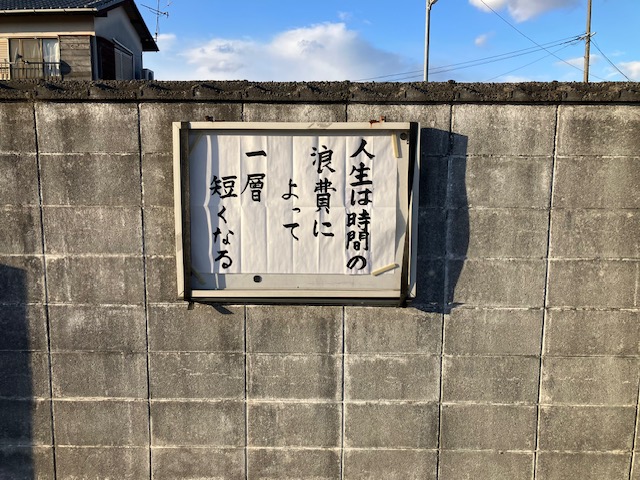 人生は時間の
浪費に
よって
一層
短くなる